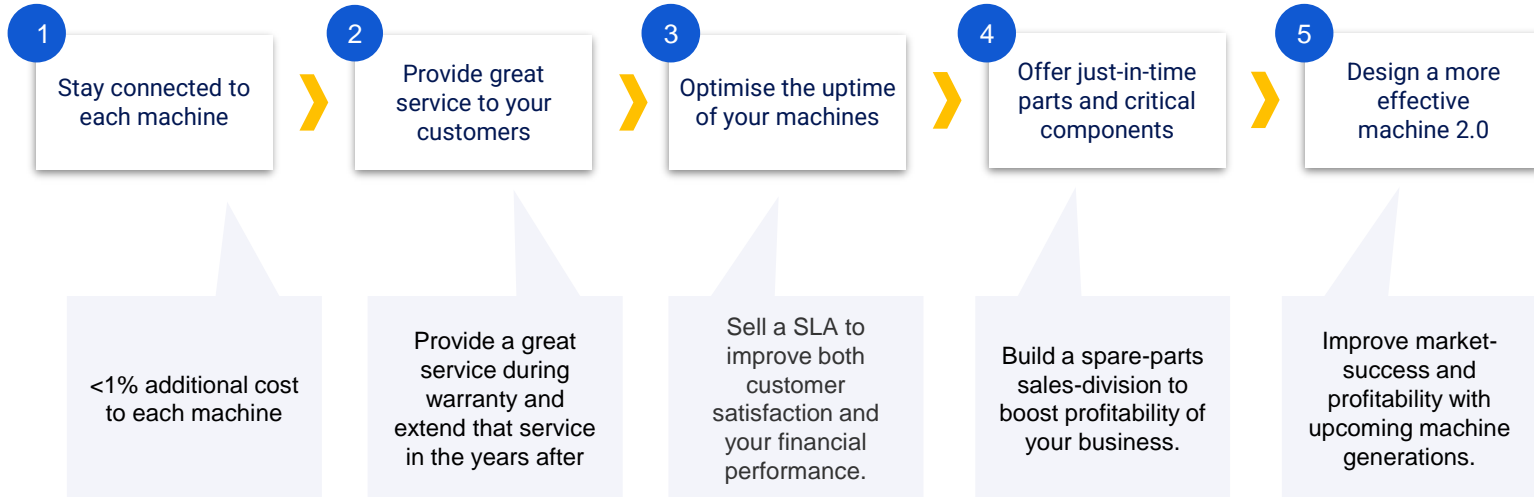 1
Stay connected to
each machine
2
Provide great
service to your
customers
3
Optimise the uptime
of your machines
4
Offer just-in-time
parts and critical
components
5
Design a more
effective
machine 2.0
<1% additional cost
to each machine
Provide a great
service during
warranty and
extend that service
in the years after
Sell a SLA to
improve both
customer
satisfaction and
your financial
performance.
Build a spare-parts
sales-division to
boost profitability of
your business.
Improve market-
success and
profitability with
upcoming machine
generations.